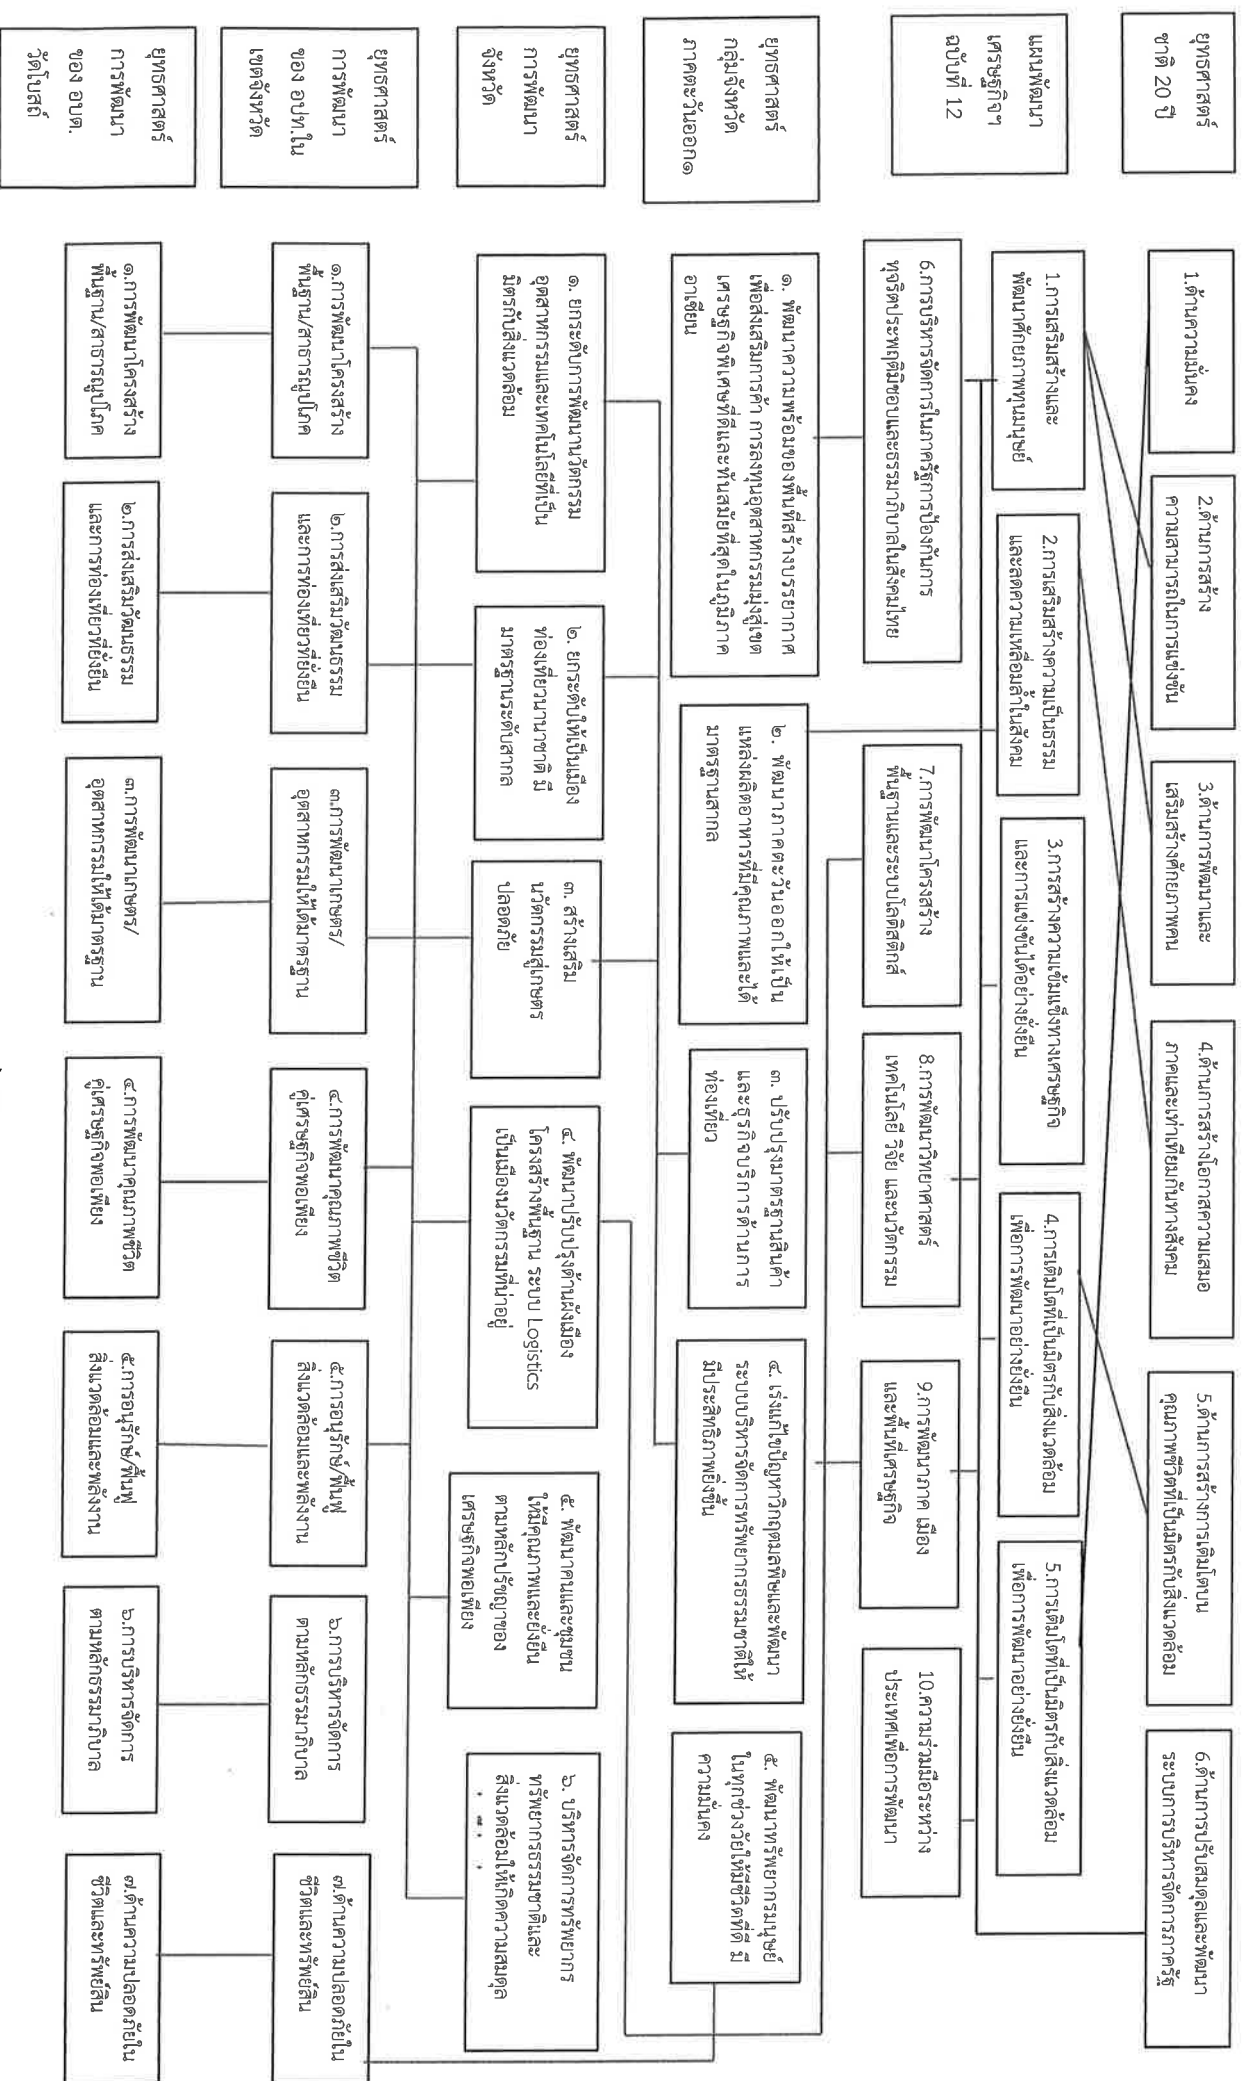 ยุทธศาสตร์
ชาติ 20 ปี
1.ด้านความมั่นคง
2.ด้านการสร้าง
ความสามารถในการแข่งขัน
3.ด้านการพัฒนาและ
เสริมสร้างศักยภาพคน
4.ด้านการสร้างโอกาสความเสมอ
ภาคและเท่าเทียมกันทางสังคม
5.ด้านการสร้างการเติมโตบน
คุณภาพชีวิตที่เป็นมิตรกับสิ่งแวดล้อม
6.ด้านการปรับสมดุลและพัฒนา
ระบบการบริหารจัดการภาครัฐ
แผนพัฒนา
เศรษฐกิจฯ
ฉบับที่ 12
1.การเสริมสร้างและ
พัฒนาศักยภาพทุนมนุษย์
2.การเสริมสร้างความเป็นธรรม
และลดความเหลื่อมล้ำในสังคม
3.การสร้างความเข้มแข็งทางเศรษฐกิจ
และการแข่งขันได้อย่างยั่งยืน
4.การเติมโตที่เป็นมิตรกับสิ่งแวดล้อม
เพื่อการพัฒนาอย่างยั่งยืน
5.การเติมโตที่เป็นมิตรกับสิ่งแวดล้อม
เพื่อการพัฒนาอย่างยั่งยืน
6.การบริหารจัดการในภาครัฐการป้องกันการ
ทุจริตประพฤติมิชอบและธรรมาภิบาลในสังคมไทย
7.การพัฒนาโครงสร้าง
พื้นฐานและระบบโลดิสติกส์
8.การพัฒนาวิทยาศาสตร์
เทคโนโลยี วิจัย และนวัตกรรม
9.การพัฒนาภาค เมือง
และพื้นที่เศรษฐกิจ
10.ความร่วมมือระหว่าง
ประเทศเพื่อการพัฒนา
ยุทธศาสตร์
กลุ่มจังหวัด
ภาคตะวันออก๑
๑. พัฒนาความพร้อมของพื้นที่สร้างบรรยากาศ
เพื่อส่งเสริมการค้า การลงทุนอุตสาหกรรมมุ่งสู่เขต
เศรษฐกิจพิเศษที่ดีและทันสมัยที่สุดในภูมิภาค
อาเซียน
๒. พัฒนาภาคตะวันออกให้เป็น
แหล่งผลิตอาหารที่มีคุณภาพและได้
มาตรฐานสากล
๓. ปรับปรุงมาตรฐานสินค้า
และธุรกิจบริการด้านการ
ท่องเที่ยว
๔. เร่งแก้ไขปัญหาวิกฤตมลพิษและพัฒนา
ระบบบริหารจัดการทรัพยากรธรรมชาติให้
มีประสิทธิภาพยิ่งขึ้น
๕. พัฒนาทรัพยากรมนุษย์
ในทุกช่วงวัยให้มีชีวิตที่ดี มี
ความมั่นคง
ยุทธศาสตร์
การพัฒนา
จังหวัด
๑. ยกระดับการพัฒนานวัตกรรม
อุตสาหกรรมและเทคโนโลยีที่เป็น
มิตรกับสิ่งแวดล้อม
๒. ยกระดับให้เป็นเมือง
ท่องเที่ยวนานาชาติ มี
มาตรฐานระดับสากล
๓. สร้างเสริม
นวัตกรรมสู่เกษตร
ปลอดภัย
๔. พัฒนาปรับปรุงด้านผังเมือง
โครงสร้างพื้นฐาน ระบบ Logistics
เป็นเมืองนวัตกรรมที่น่าอยู่
๕. พัฒนาคนและชุมชน
ให้มีคุณภาพและยั่งยืน
ตามหลักปรัชญาของ
เศรษฐกิจพอเพียง
๖. บริหารจัดการทรัพยากร
ทรัพยากรธรรมชาติและ
สิ่งแวดล้อมให้เกิดความสมดุล
ยุทธศาสตร์
การพัฒนา
ของ อปท.ใน
เขตจังหวัด
๑.การพัฒนาโครงสร้าง
พื้นฐาน/สาธารณูปโภค
๒.การส่งเสริมวัฒนธรรม
และการท่องเที่ยวที่ยั่งยืน
๓.การพัฒนาเกษตร/
อุตสาหกรรมให้ได้มาตรฐาน
๔.การพัฒนาคุณภาพชีวิต
คู่เศรษฐกิจพอเพียง
๕.การอนุรักษ์/ฟื้นฟู
สิ่งแวดล้อมและพลังงาน
๖.การบริหารจัดการ
ตามหลักธรรมาภิบาล
๗.ด้านความปลอดภัยใน
ชีวิตและทรัพย์สิน
ยุทธศาสตร์
การพัฒนา
ของ อบต.
วัดโบสถ์
๑.การพัฒนาโครงสร้าง
พื้นฐาน/สาธารณูปโภค
๒.การส่งเสริมวัฒนธรรม
และการท่องเที่ยวที่ยั่งยืน
๓.การพัฒนาเกษตร/
อุตสาหกรรมให้ได้มาตรฐาน
๔.การพัฒนาคุณภาพชีวิต
คู่เศรษฐกิจพอเพียง
๕.การอนุรักษ์/ฟื้นฟู
สิ่งแวดล้อมและพลังงาน
๖.การบริหารจัดการ
ตามหลักธรรมาภิบาล
๗.ด้านความปลอดภัยใน
ชีวิตและทรัพย์สิน